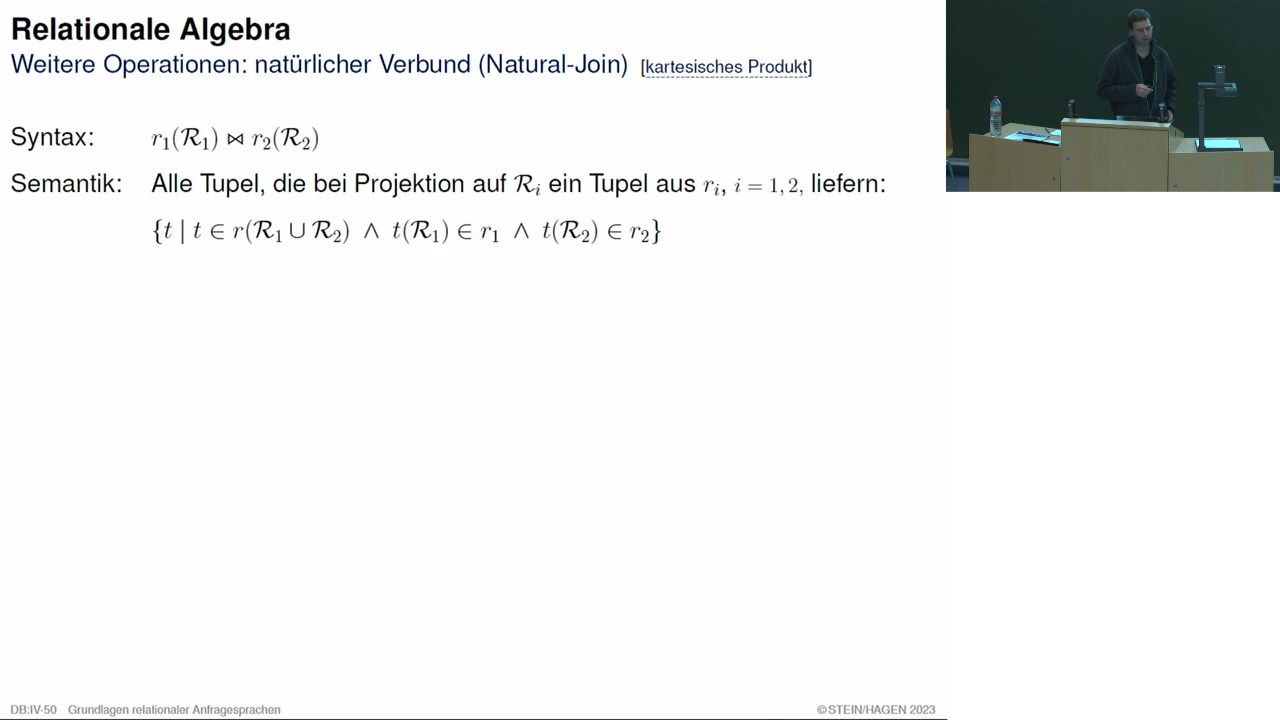 Relationale Algebra
Weitere Operationen: natürlicher Verbund (Natural-Join) [kartesisches Produkt]
Syntax: r₁(ℛ₁) ⋈ r₂(ℛ₂)
Semantik: Alle Tupel, die bei Projektion auf ℛᵢ ein Tupel aus rᵢ, i = 1, 2, liefern:
{t | t ∈ r(ℛ₁ ∪ ℛ₂) ∧ t(ℛ₁) ∈ r₁ ∧ t(ℛ₂) ∈ r₂}
DB:IV-50 Grundlagen relationaler Anfragesprachen ©STEIN/HAGEN 2023